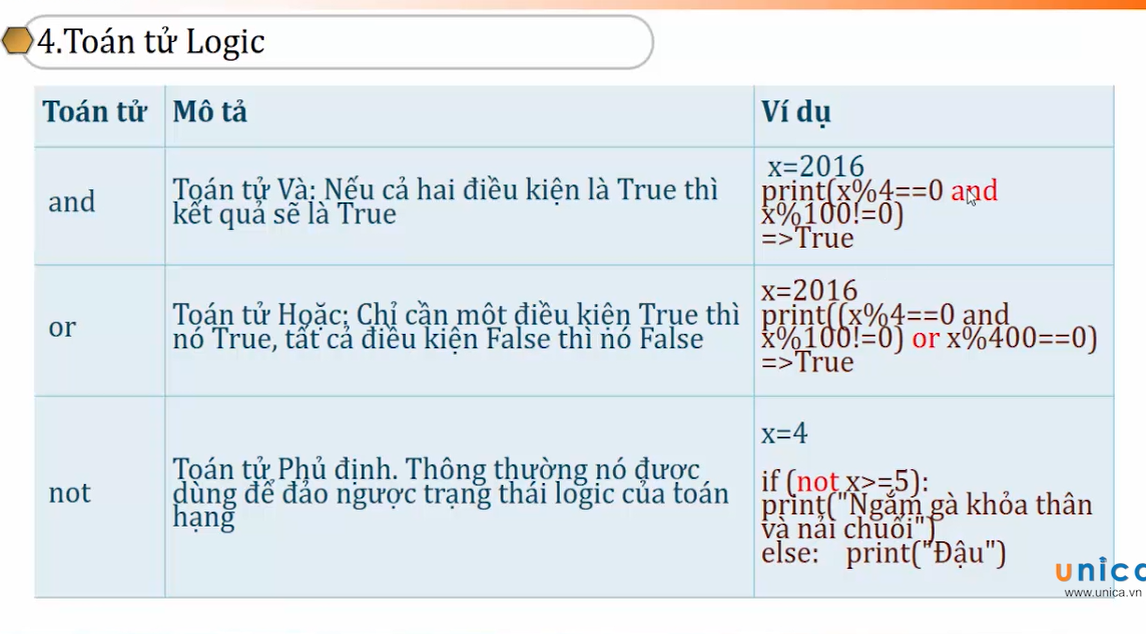 4.Toán tử Logic
Toán tử
Mô tả
Ví dụ
and
Toán tử Và: Nếu cả hai điều kiện là True thì
kết quả sẽ là True
x=2016
print(x%4==0 and
x%100!=0)
=>True
or
Toán tử Hoặc: Chỉ cần một điều kiện True thì
nó True, tất cả điều kiện False thì nó False
x=2016
print((x%4==0 and
x%100!=0) or x%400==0)
=>True
not
Toán tử Phủ định. Thông thường nó được
dùng để đảo ngược trạng thái logic của toán
hạng
x=4
if (not x>=5):
print("Ngắm gà khỏa thân
và nải chuối")
else: print("Đậu")
unica
www.unica.vn